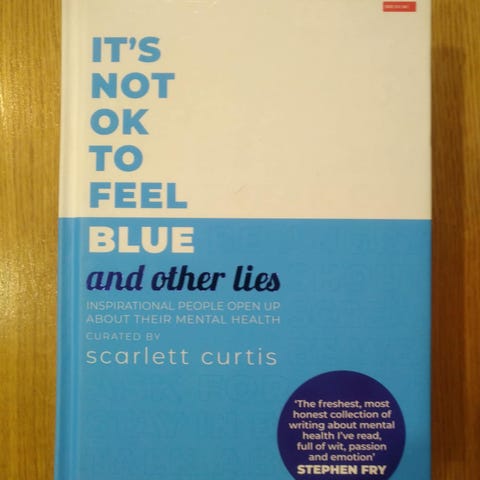 IT'S
NOT
OK
TO
FEEL
BLUE
and other lies
INSPIRATIONAL PEOPLE OPEN UP
ABOUT THEIR MENTAL HEALTH
CURATED BY
scarlett curtis
'The freshest, most
honest collection of
writing about mental
health I've read,
full of wit, passion
and emotion'
STEPHEN FRY